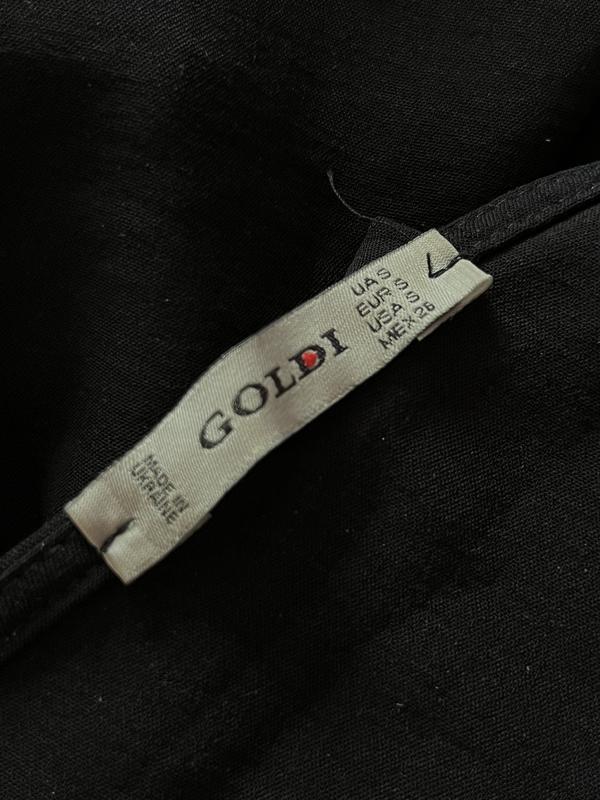 UA S
EUR S
USA S
MEX 26
GOLDI
MADE IN
UKRAINE